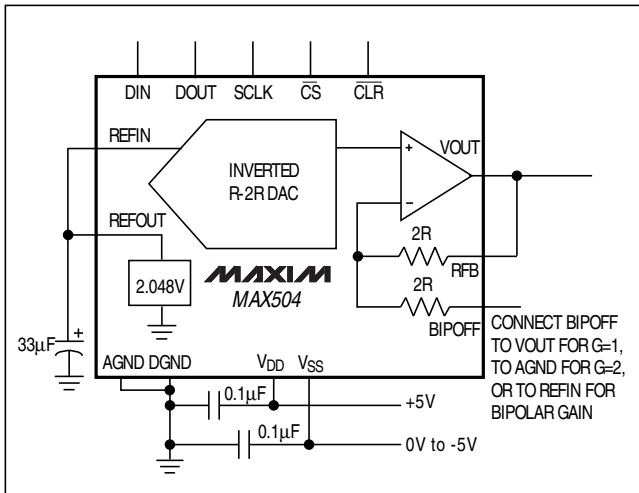 DIN DOUT SCLK CS CLR
REFIN
VOUT
INVERTED
R-2R DAC
+
−
REFOUT
2R
RFB
2.048V
MAXIM
MAX504
2R
BIPOFF
CONNECT BIPOFF
TO VOUT FOR G=1,
TO AGND FOR G=2,
OR TO REFIN FOR
BIPOLAR GAIN
+
33µF
AGND DGND VDD VSS
0.1µF
+5V
0.1µF
0V to -5V